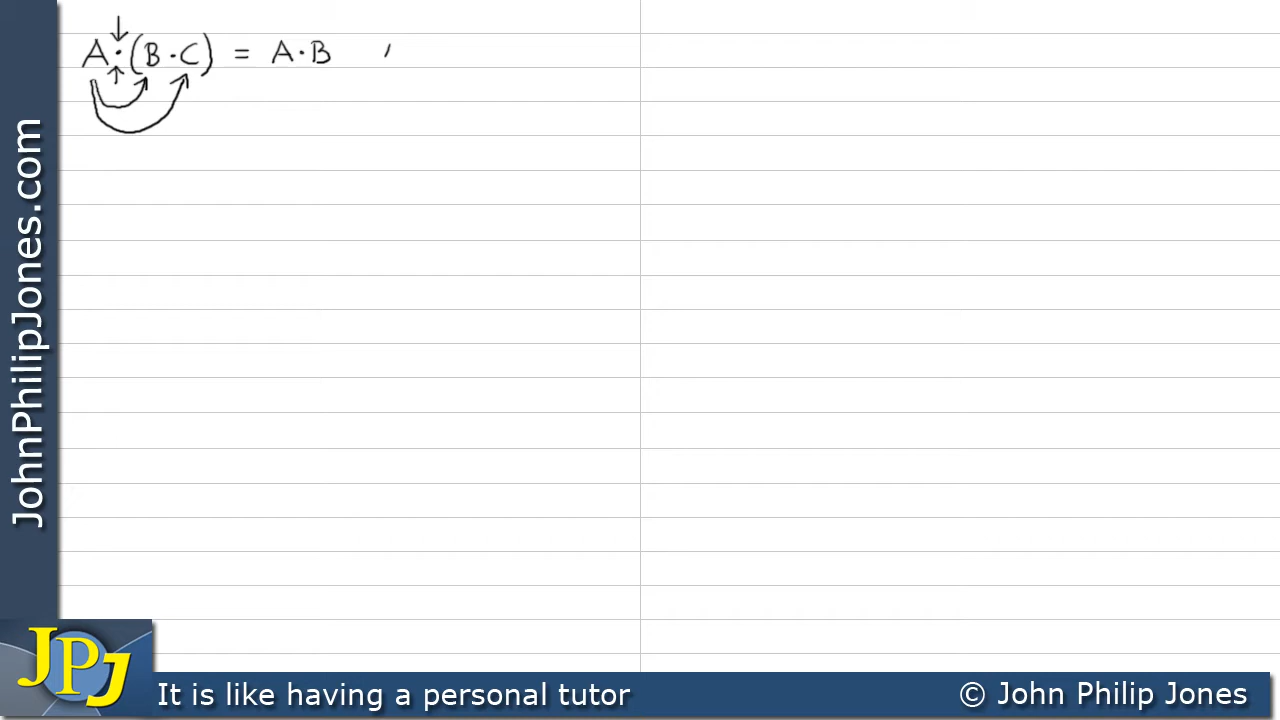 A·(B·C) = A·B
JohnPhilipJones.com
JPJ
It is like having a personal tutor
© John Philip Jones